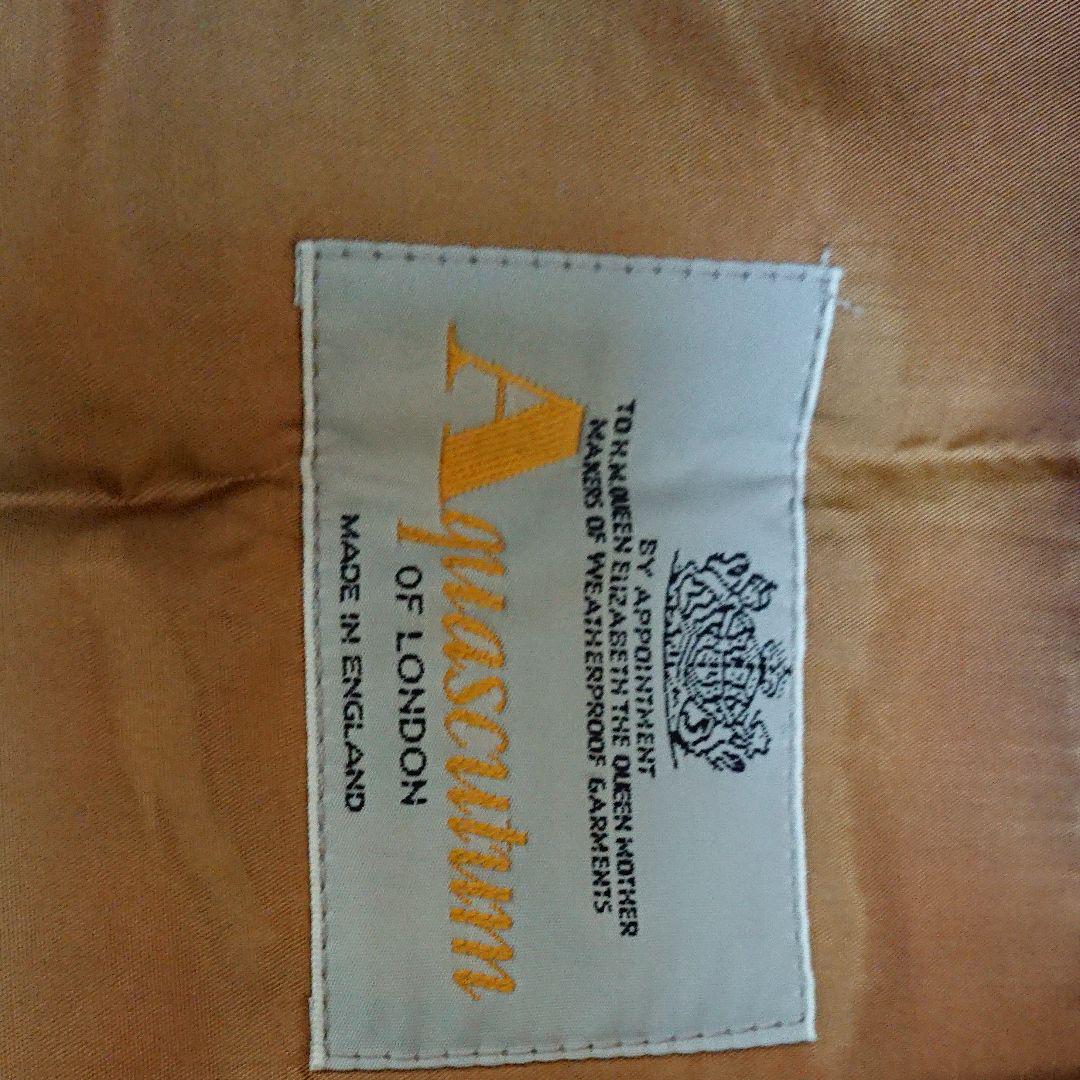 BY APPOINTMENT
TO H.M.QUEEN ELIZABETH THE QUEEN MOTHER
MAKERS OF WEATHERPROOF GARMENTS
Aquascutum
OF LONDON
MADE IN ENGLAND